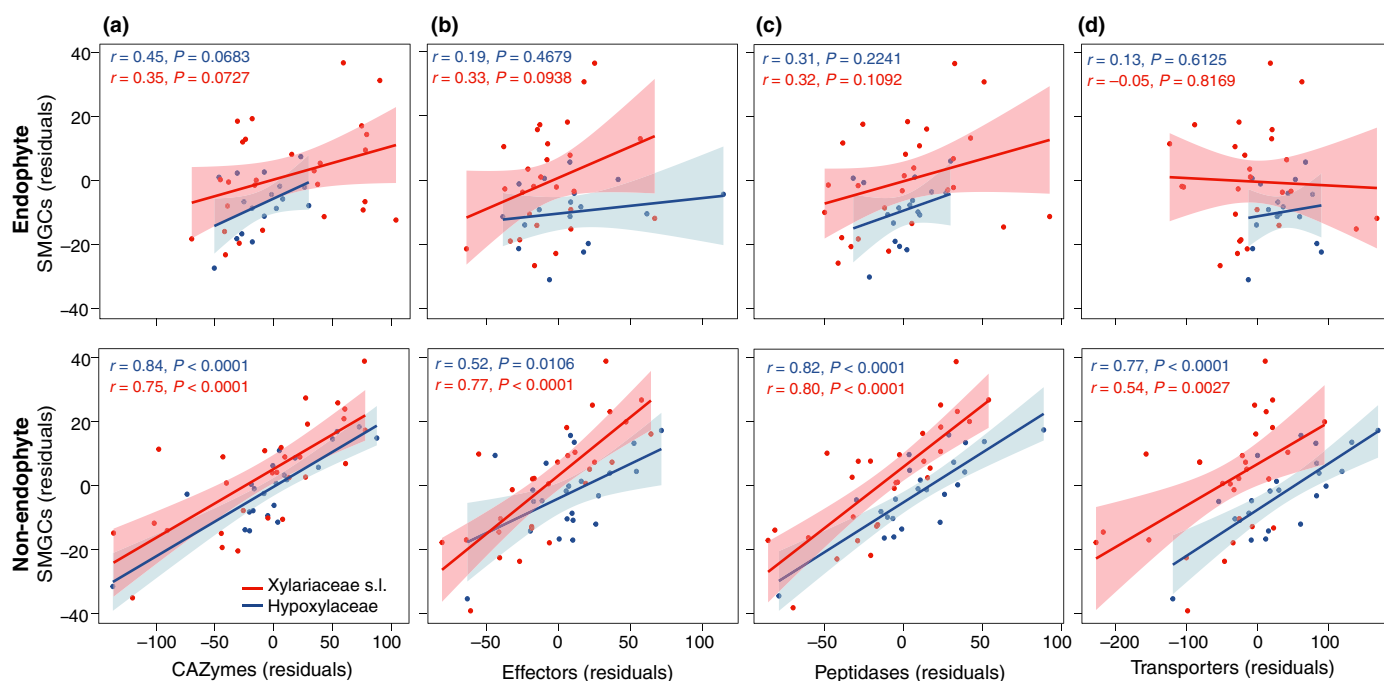 (a)
(b)
(c)
(d)
Endophyte
SMGCs (residuals)
40
20
0
−20
−40
r = 0.45, P = 0.0683
r = 0.35, P = 0.0727
r = 0.19, P = 0.4679
r = 0.33, P = 0.0938
r = 0.31, P = 0.2241
r = 0.32, P = 0.1092
r = 0.13, P = 0.6125
r = −0.05, P = 0.8169
Non-endophyte
SMGCs (residuals)
40
20
0
−20
−40
r = 0.84, P < 0.0001
r = 0.75, P < 0.0001
Xylariaceae s.l.
Hypoxylaceae
r = 0.52, P = 0.0106
r = 0.77, P < 0.0001
r = 0.82, P < 0.0001
r = 0.80, P < 0.0001
r = 0.77, P < 0.0001
r = 0.54, P = 0.0027
−100 −50 0 50 100
−50 0 50 100
−50 0 50 100
−200 −100 0 100
CAZymes (residuals)
Effectors (residuals)
Peptidases (residuals)
Transporters (residuals)